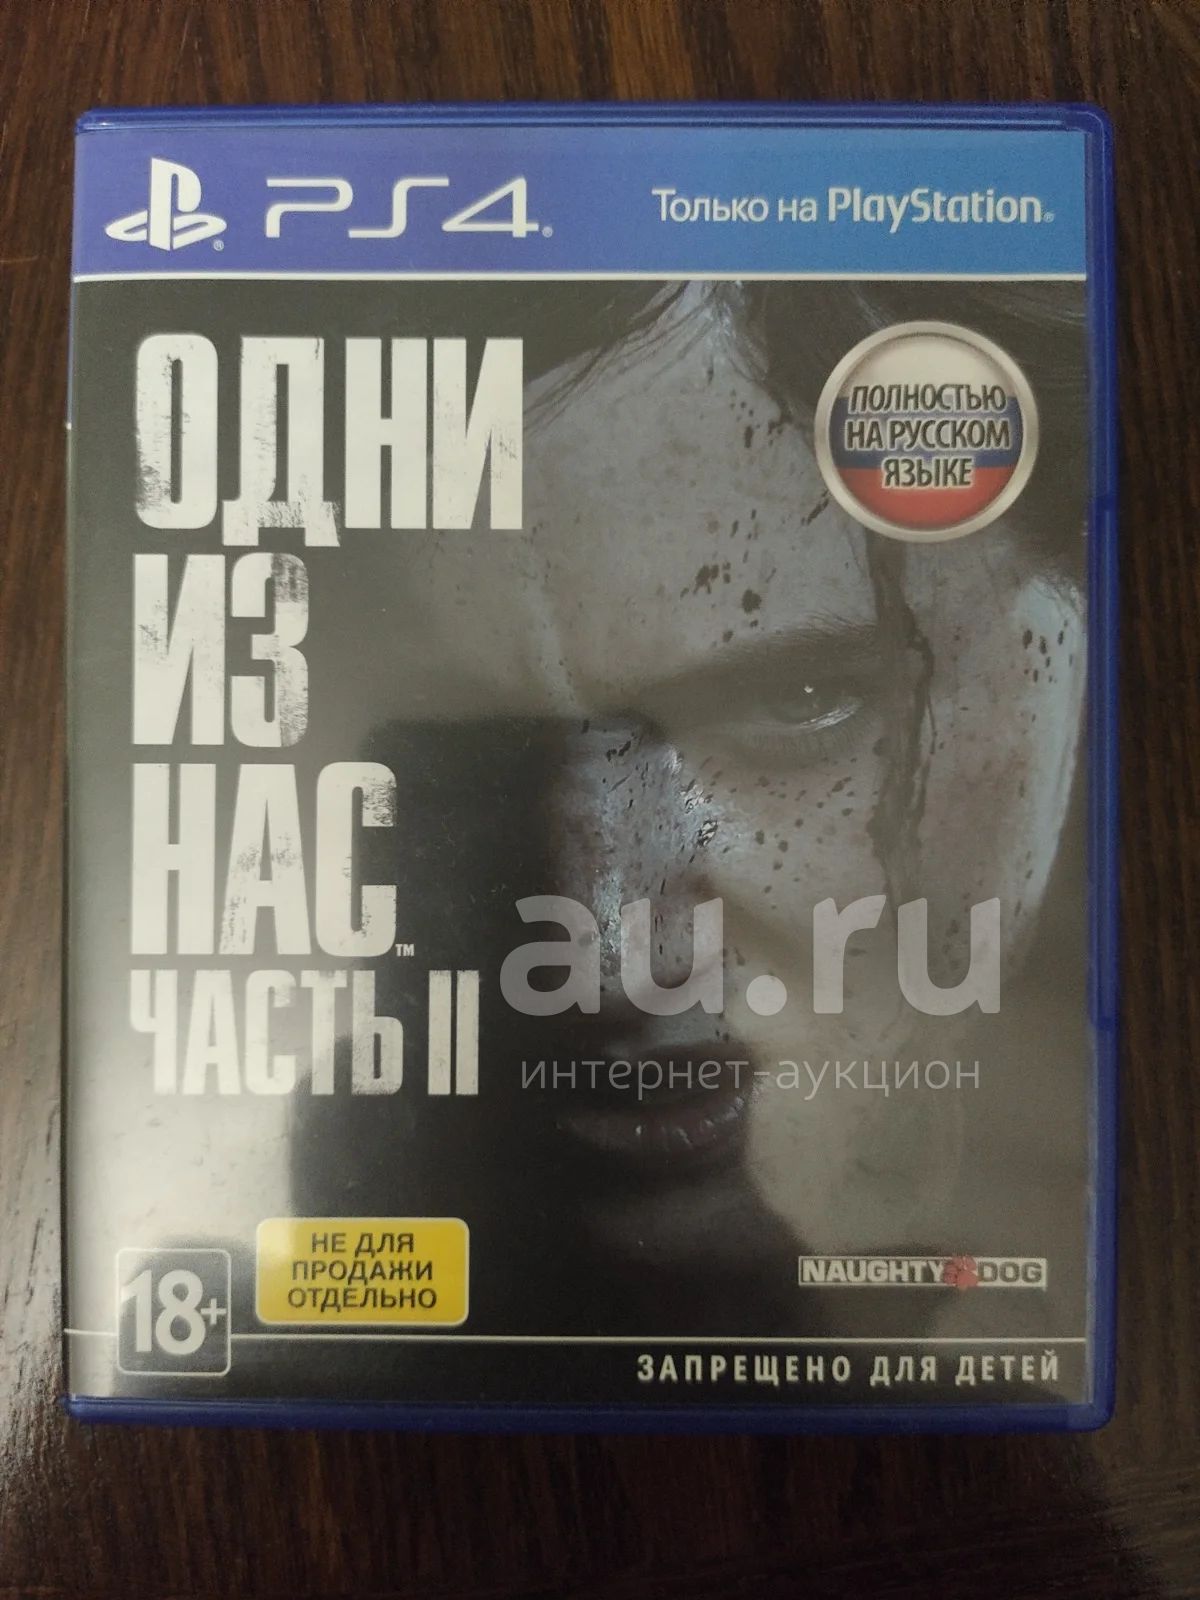 PS4®
Только на PlayStation®
ОДНИ
ИЗ
НАС™
ЧАСТЬ II
ПОЛНОСТЬЮ
НА РУССКОМ
ЯЗЫКЕ
au.ru
интернет-аукцион
НЕ ДЛЯ
ПРОДАЖИ
ОТДЕЛЬНО
18+
NAUGHTY DOG
ЗАПРЕЩЕНО ДЛЯ ДЕТЕЙ